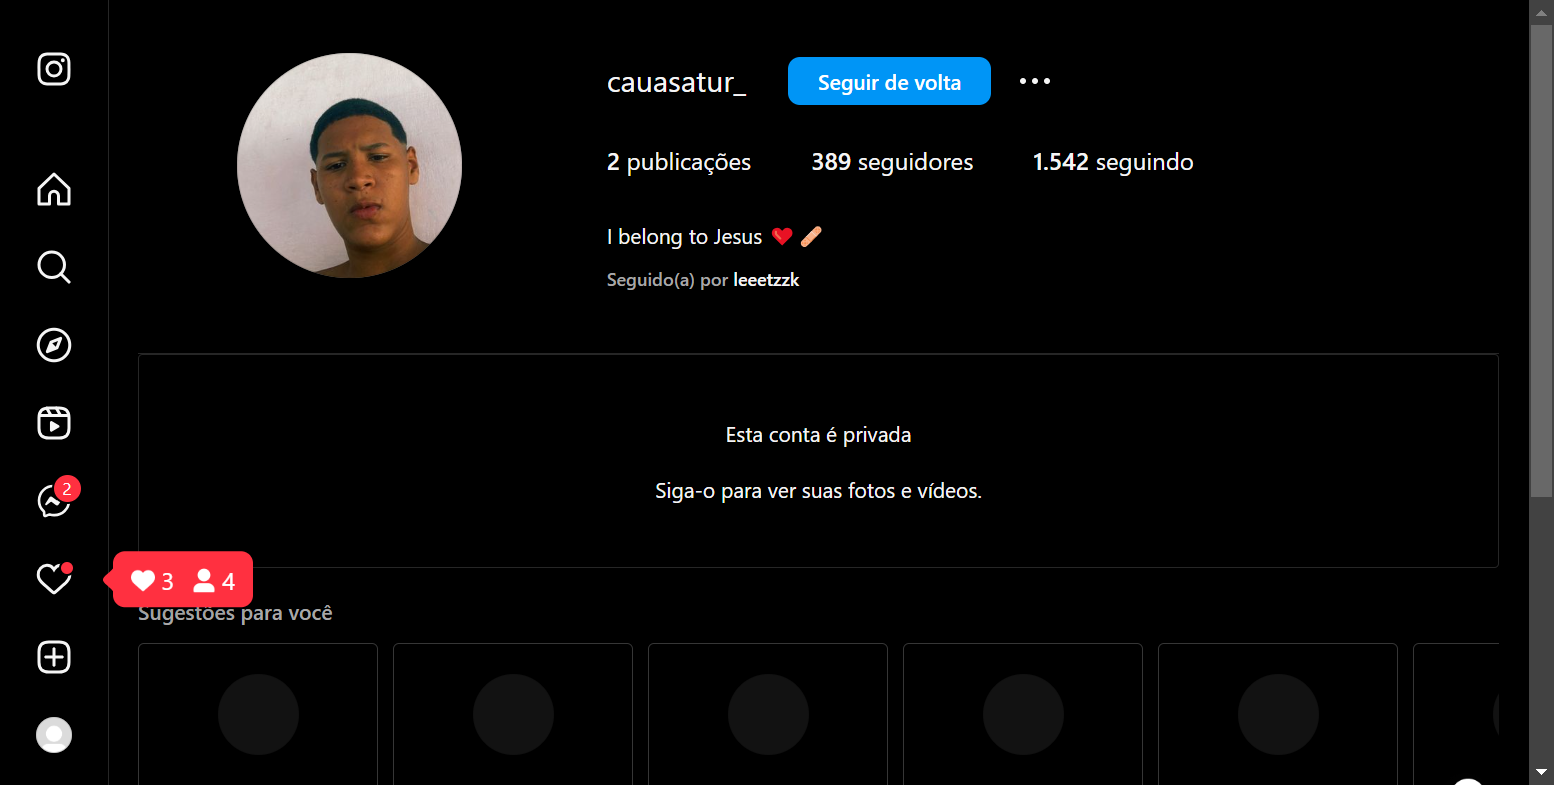 cauasatur_ Seguir de volta
2 publicações 389 seguidores 1.542 seguindo
I belong to Jesus ❤️🩹
Seguido(a) por leeetzzk
Esta conta é privada
Siga-o para ver suas fotos e vídeos.
2
3 4
Sugestões para você